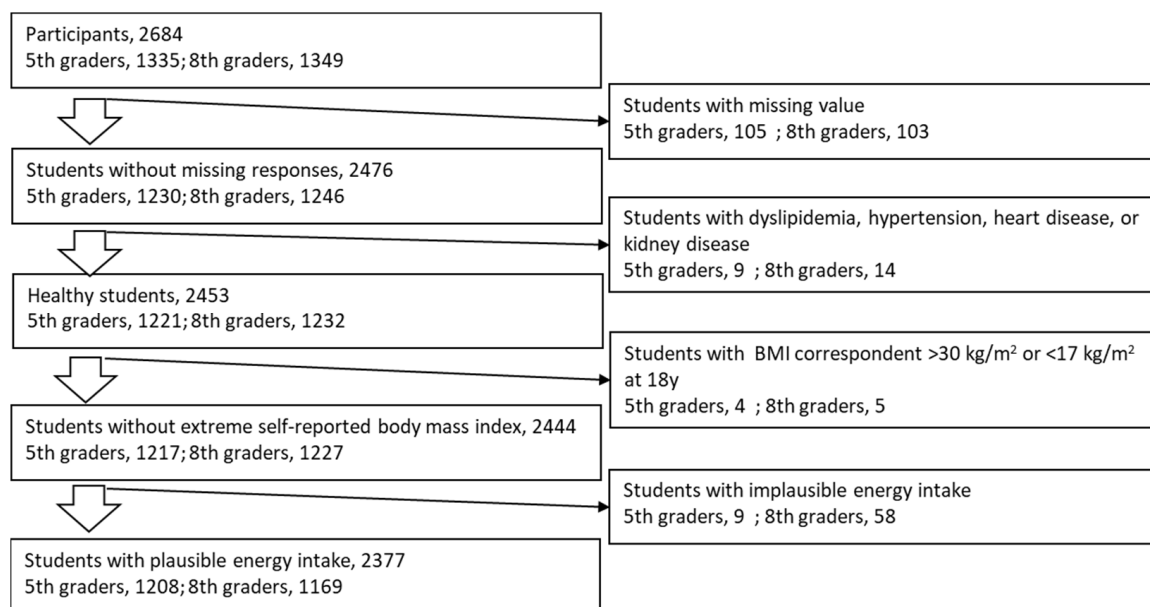 Participants, 2684
5th graders, 1335; 8th graders, 1349
Students with missing value
5th graders, 105 ; 8th graders, 103
Students without missing responses, 2476
5th graders, 1230; 8th graders, 1246
Students with dyslipidemia, hypertension, heart disease, or
kidney disease
5th graders, 9 ; 8th graders, 14
Healthy students, 2453
5th graders, 1221; 8th graders, 1232
Students with BMI correspondent >30 kg/m² or <17 kg/m²
at 18y
5th graders, 4 ; 8th graders, 5
Students without extreme self-reported body mass index, 2444
5th graders, 1217; 8th graders, 1227
Students with implausible energy intake
5th graders, 9 ; 8th graders, 58
Students with plausible energy intake, 2377
5th graders, 1208; 8th graders, 1169